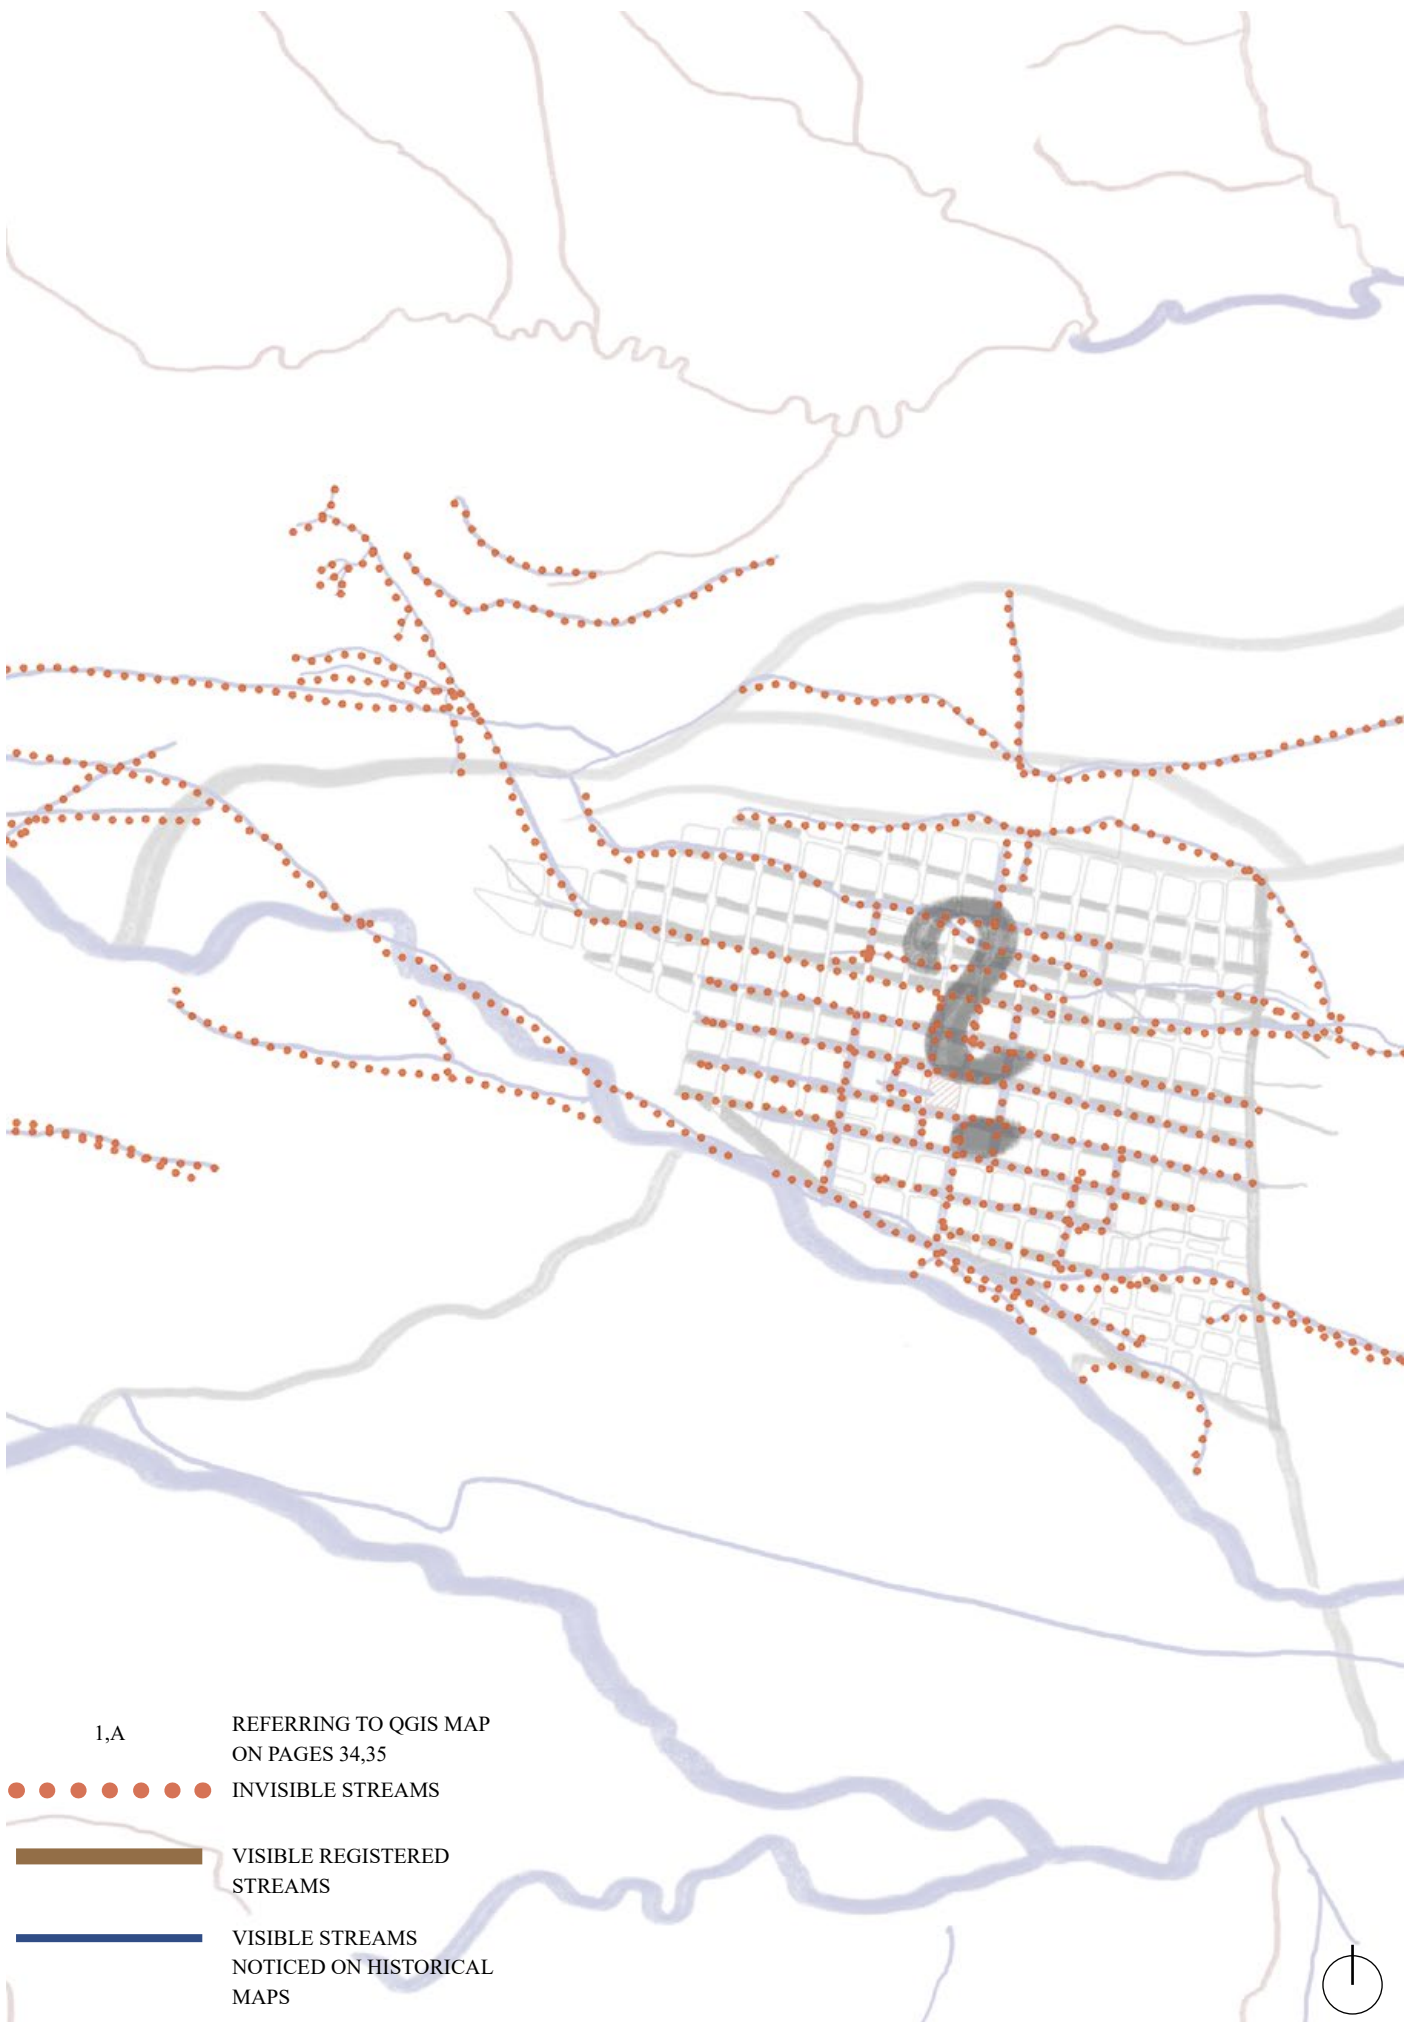 1,A
REFERRING TO QGIS MAP
ON PAGES 34,35
INVISIBLE STREAMS
VISIBLE REGISTERED
STREAMS
VISIBLE STREAMS
NOTICED ON HISTORICAL
MAPS
?